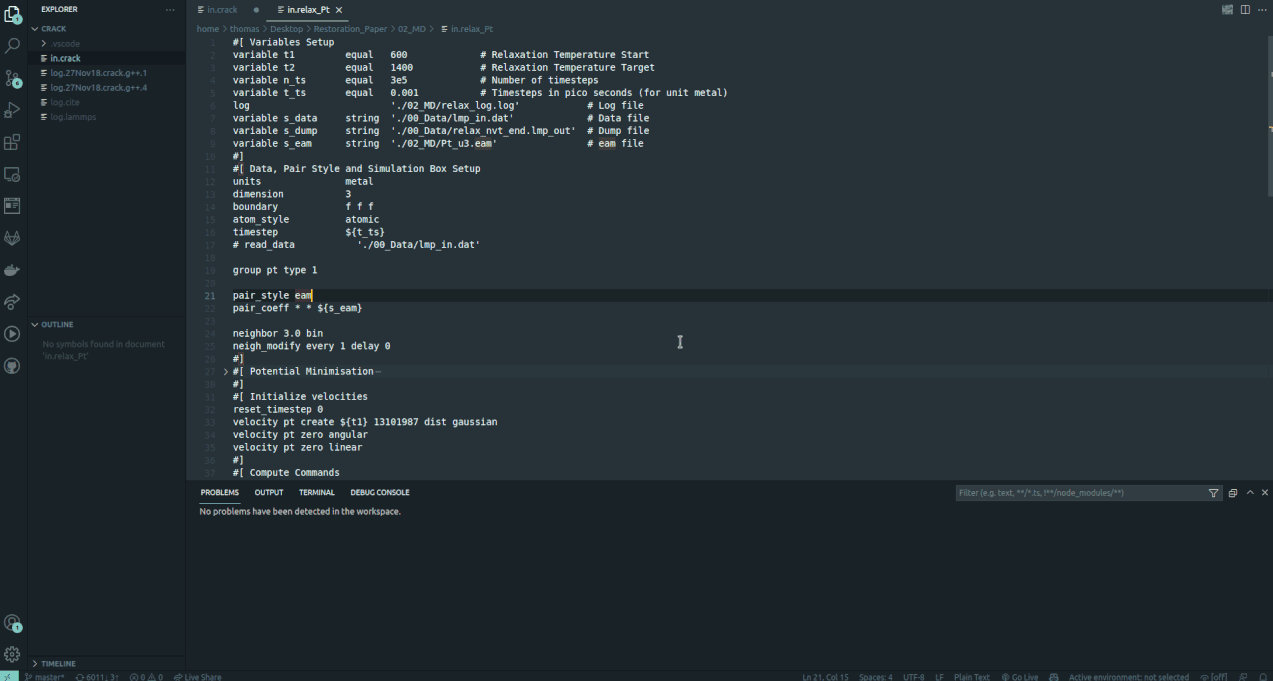 EXPLORER
CRACK
.vscode
in.crack
log.27Nov18.crack.g++.1
log.27Nov18.crack.g++.4
log.cite
log.lammps
OUTLINE
No symbols found in document
'in.relax_Pt'
TIMELINE
in.crack
in.relax_Pt
home > thomas > Desktop > Restoration_Paper > 02_MD > in.relax_Pt
1 #[ Variables Setup
2 variable t1 equal 600 # Relaxation Temperature Start
3 variable t2 equal 1400 # Relaxation Temperature Target
4 variable n_ts equal 3e5 # Number of timesteps
5 variable t_ts equal 0.001 # Timesteps in pico seconds (for unit metal)
6 log './02_MD/relax_log.log' # Log file
7 variable s_data string './00_Data/lmp_in.dat' # Data file
8 variable s_dump string './00_Data/relax_nvt_end.lmp_out' # Dump file
9 variable s_eam string './02_MD/Pt_u3.eam' # eam file
10 #]
11 #[ Data, Pair Style and Simulation Box Setup
12 units metal
13 dimension 3
14 boundary f f f
15 atom_style atomic
16 timestep ${t_ts}
17 # read_data './00_Data/lmp_in.dat'
18
19 group pt type 1
20
21 pair_style eam
22 pair_coeff * * ${s_eam}
23
24 neighbor 3.0 bin
25 neigh_modify every 1 delay 0
26 #]
27 #[ Potential Minimisation
30 #]
31 #[ Initialize velocities
32 reset_timestep 0
33 velocity pt create ${t1} 13101987 dist gaussian
34 velocity pt zero angular
35 velocity pt zero linear
36 #]
37 #[ Compute Commands
PROBLEMS OUTPUT TERMINAL DEBUG CONSOLE
Filter (e.g. text, **/*.ts, !**/node_modules/**)
No problems have been detected in the workspace.
master* 6011↓ 3↑ 0 0 Live Share Ln 21, Col 15 Spaces: 4 UTF-8 LF Plain Text Go Live Active environment: not selected [off]